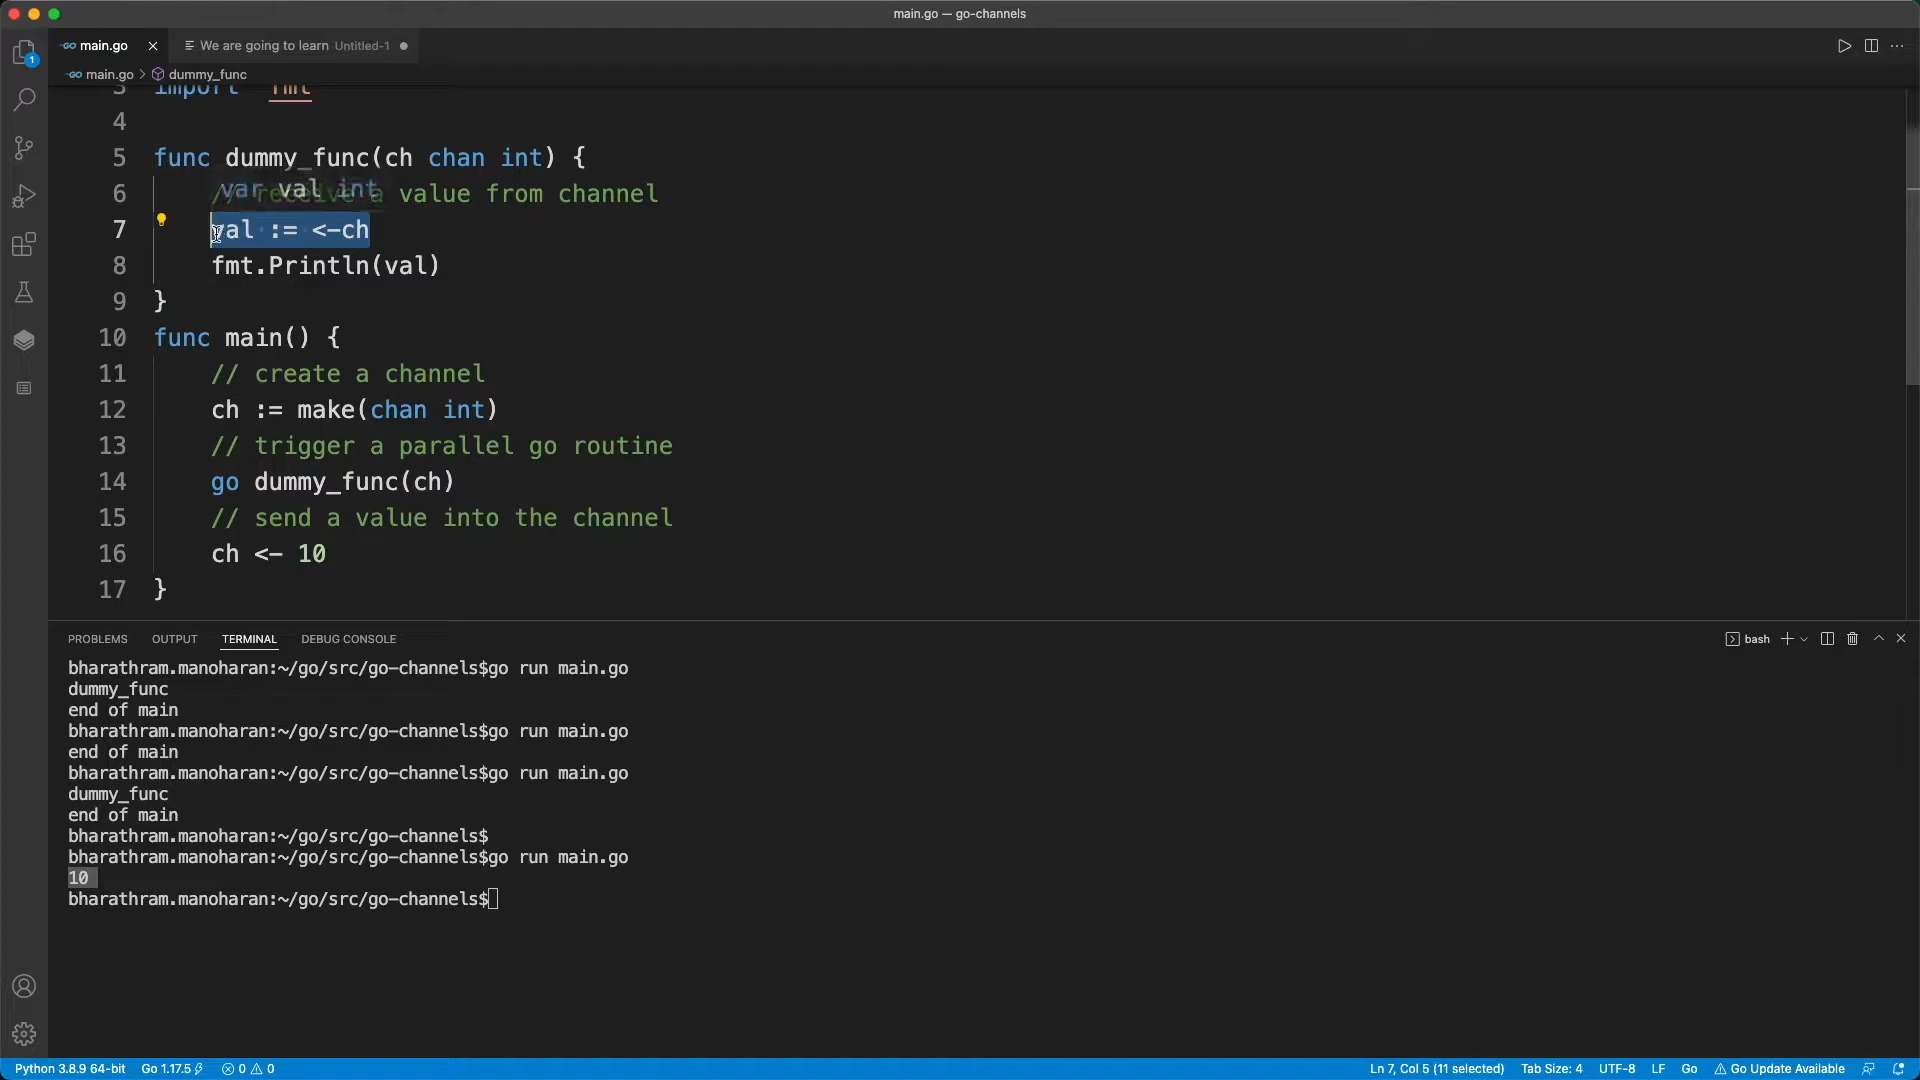 main.go — go-channels
main.go
We are going to learn Untitled-1
main.go > dummy_func
3 import "fmt"
4
5 func dummy_func(ch chan int) {
6 // receive a value from channel
var val int
7 val := <-ch
8 fmt.Println(val)
9 }
10 func main() {
11 // create a channel
12 ch := make(chan int)
13 // trigger a parallel go routine
14 go dummy_func(ch)
15 // send a value into the channel
16 ch <- 10
17 }
PROBLEMS OUTPUT TERMINAL DEBUG CONSOLE
bash
bharathram.manoharan:~/go/src/go-channels$go run main.go
dummy_func
end of main
bharathram.manoharan:~/go/src/go-channels$go run main.go
end of main
bharathram.manoharan:~/go/src/go-channels$go run main.go
dummy_func
end of main
bharathram.manoharan:~/go/src/go-channels$
bharathram.manoharan:~/go/src/go-channels$go run main.go
10
bharathram.manoharan:~/go/src/go-channels$
1
Python 3.8.9 64-bit Go 1.17.5 0 0 Ln 7, Col 5 (11 selected) Tab Size: 4 UTF-8 LF Go Go Update Available